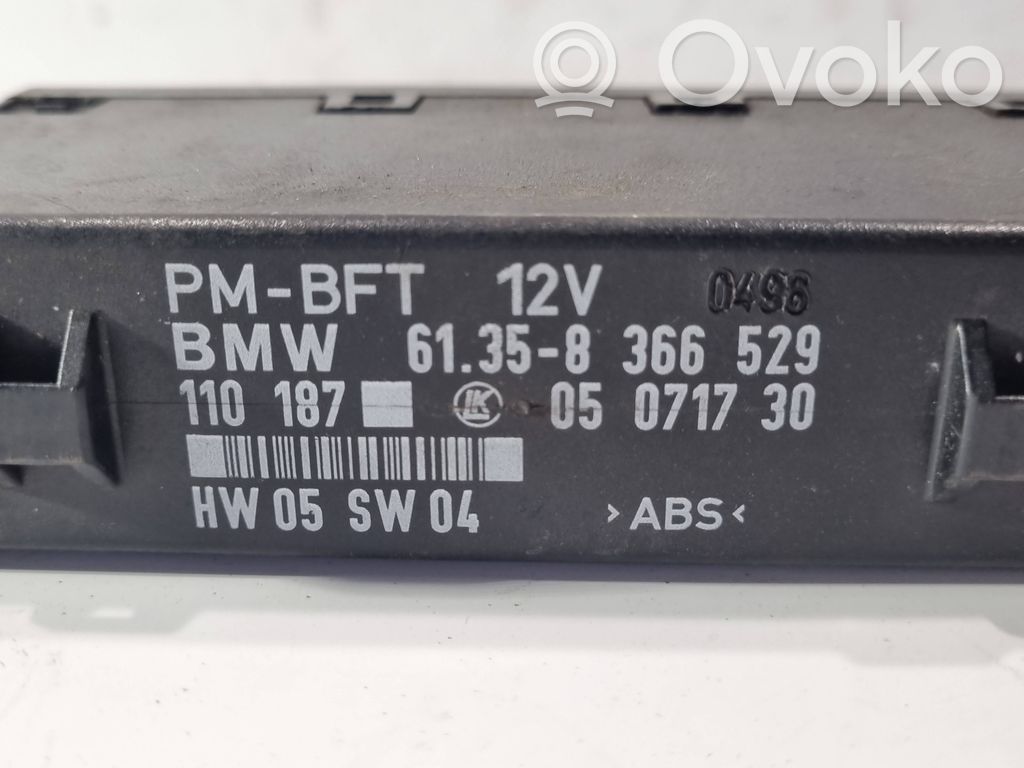 Ovoko
PM-BFT 12V 0496
BMW 61.35-8 366 529
110 187 LK 05 0717 30
HW 05 SW 04 >ABS<